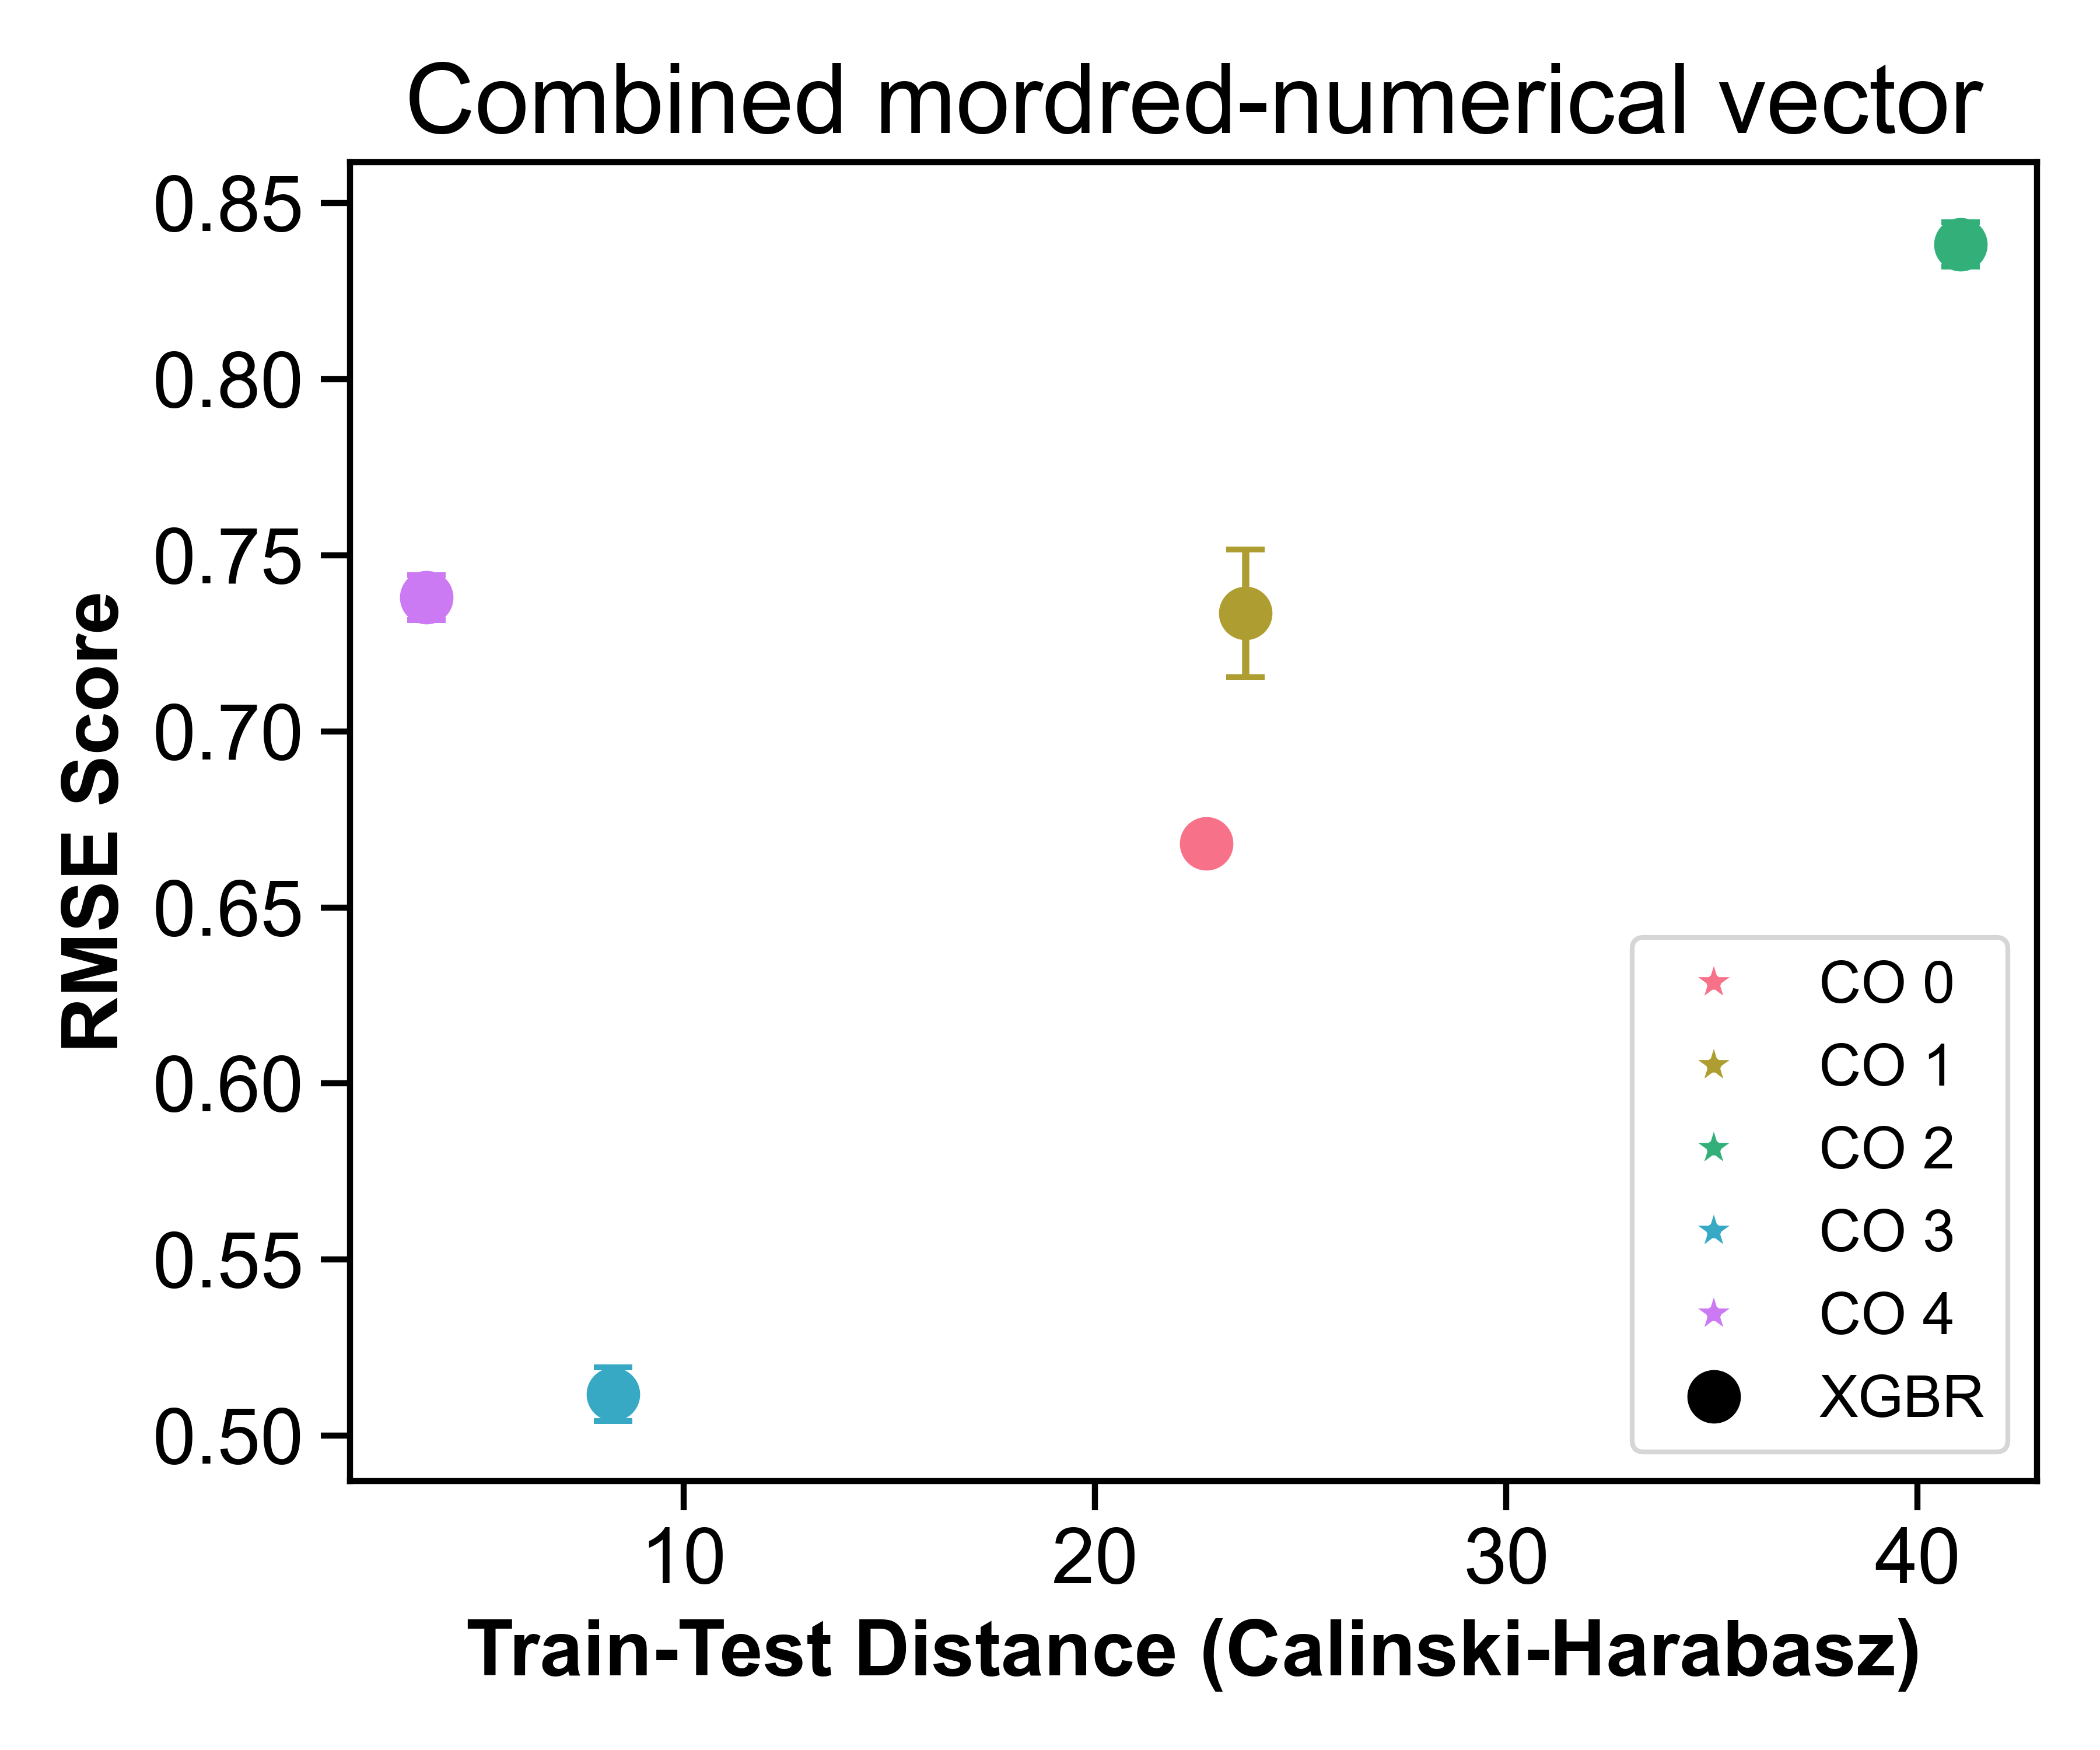 Combined mordred-numerical vector
RMSE Score
0.85
0.80
0.75
0.70
0.65
0.60
0.55
0.50
CO 0
CO 1
CO 2
CO 3
CO 4
XGBR
10 20 30 40
Train-Test Distance (Calinski-Harabasz)